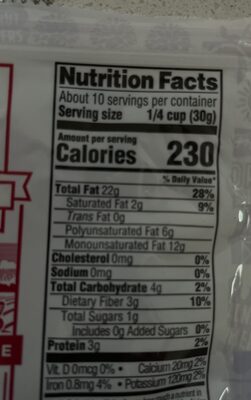 Nutrition Facts
About 10 servings per container
Serving size 1/4 cup (30g)
Amount per serving
Calories 230
% Daily Value*
Total Fat 22g 28%
Saturated Fat 2g 9%
Trans Fat 0g
Polyunsaturated Fat 6g
Monounsaturated Fat 12g
Cholesterol 0mg 0%
Sodium 0mg 0%
Total Carbohydrate 4g 2%
Dietary Fiber 3g 10%
Total Sugars 1g
Includes 0g Added Sugars 0%
Protein 3g 2%
Vit. D 0mcg 0% • Calcium 20mg 2%
Iron 0.8mg 4% • Potassium 120mg 2%